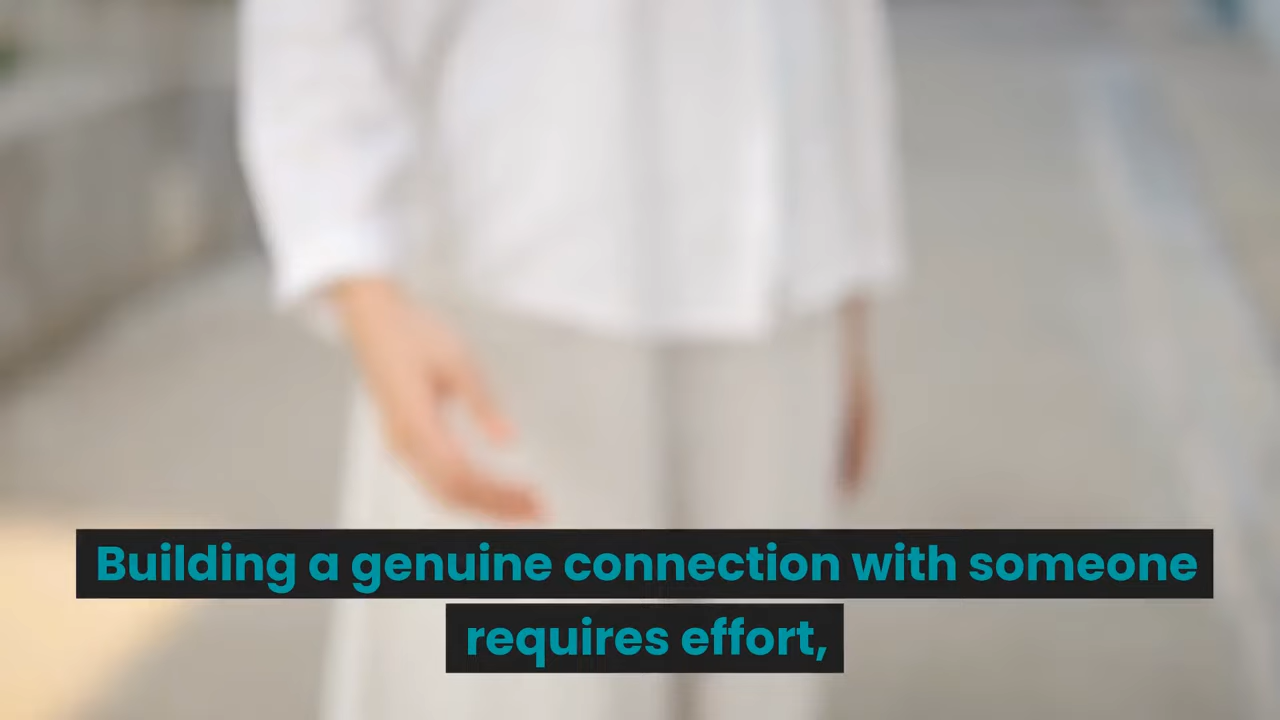 Building a genuine connection with someone
requires effort,